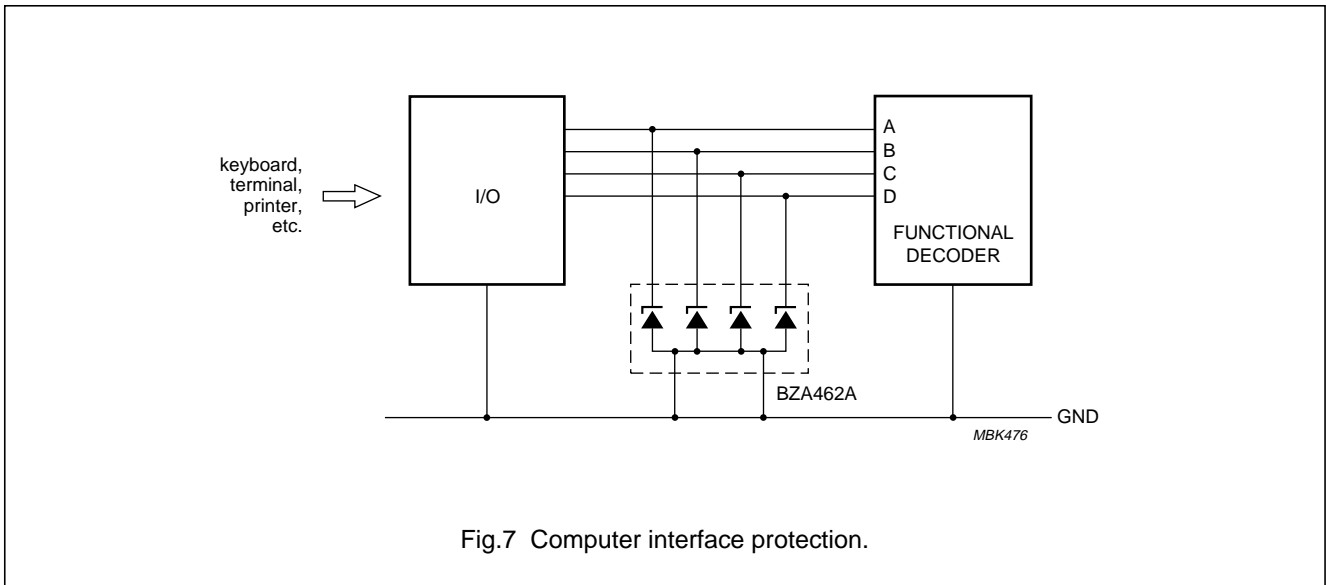 keyboard,
terminal,
printer,
etc.
I/O
A
B
C
D
FUNCTIONAL
DECODER
BZA462A
GND
MBK476
Fig.7 Computer interface protection.